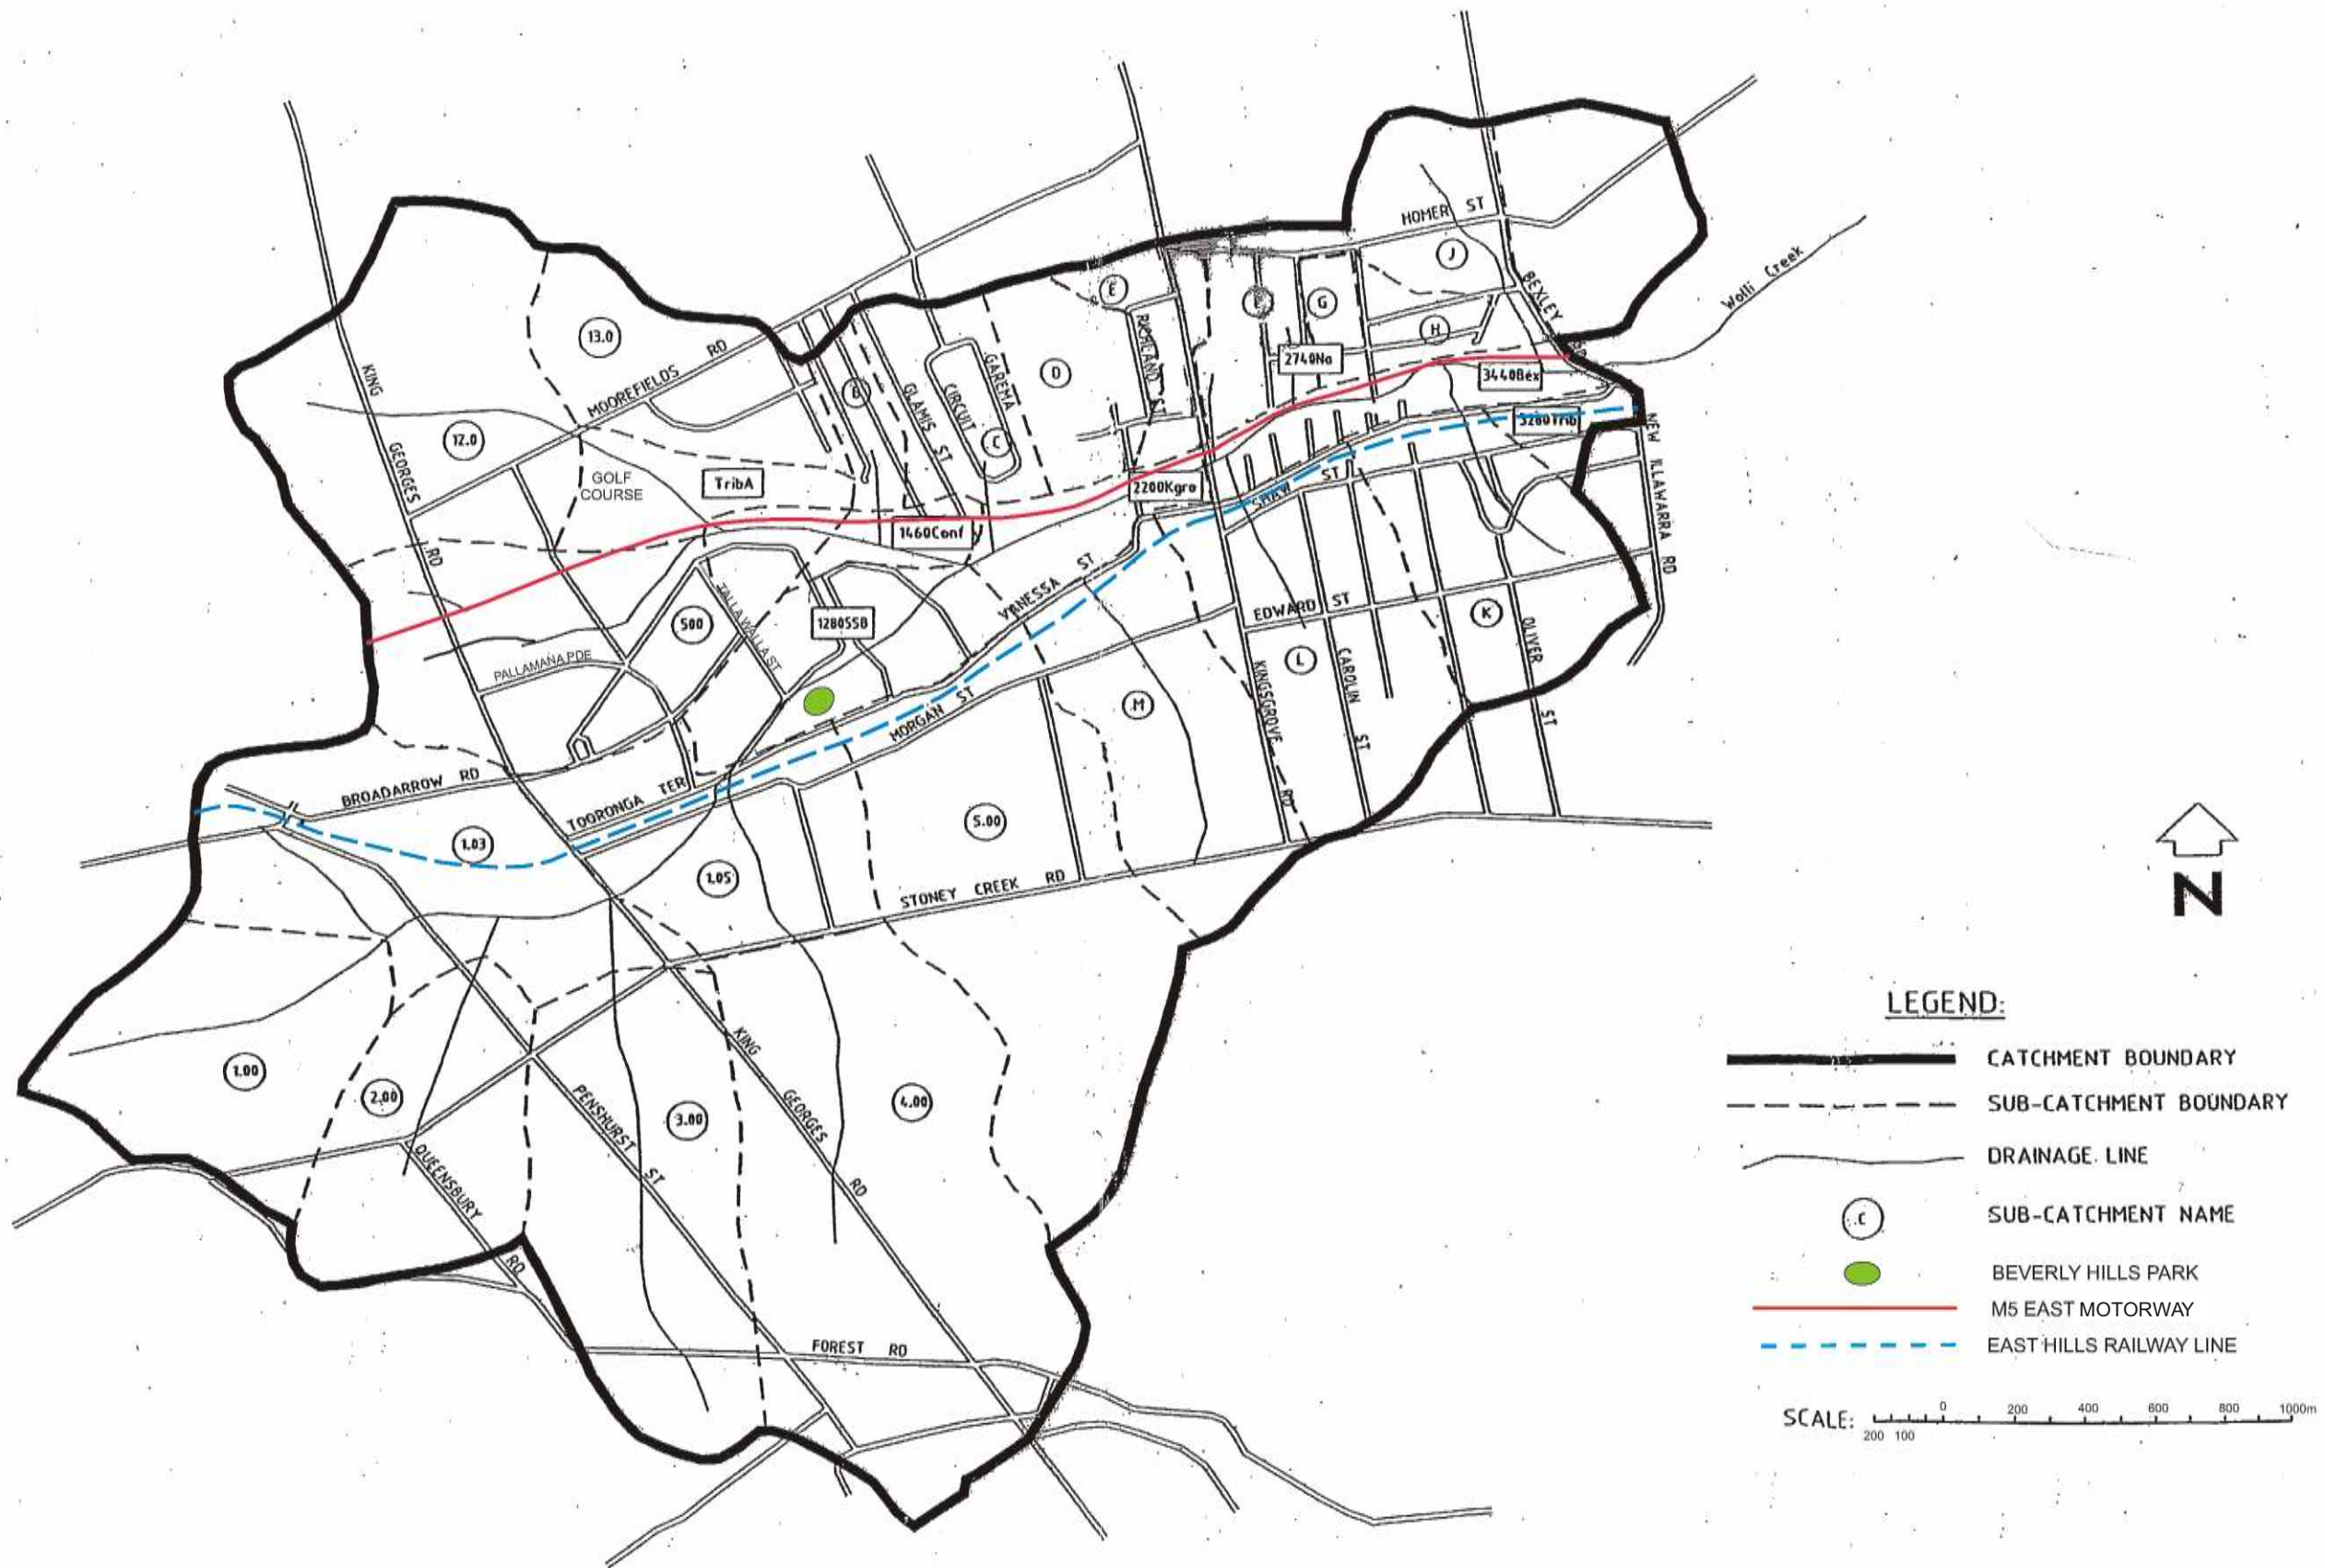 HOMER ST
J
Wolli Creek
E
G
BEXLEY
RD
13.0
RICHLAND ST
H
KING
MOOREFIELDS RD
GAREMA
D
2740Na
3440Bex
B
GLAMIS ST
CIRCUIT
12.0
C
3280Trib
NEW ILLAWARRA RD
GEORGES
GOLF
COURSE
TribA
2200Kgro
SHAW ST
1460Conf
RD
VANESSA ST
EDWARD ST
K
500
TALLAWALLA ST
1280SSB
OLIVER ST
PALLAMANA PDE
L
CAROLIN ST
KINGSGROVE RD
M
MORGAN ST
BROADARROW RD
TOORONGA TER
1.03
5.00
1.05
STONEY CREEK RD
N
LEGEND:
CATCHMENT BOUNDARY
SUB-CATCHMENT BOUNDARY
DRAINAGE LINE
C
SUB-CATCHMENT NAME
BEVERLY HILLS PARK
M5 EAST MOTORWAY
EAST HILLS RAILWAY LINE
SCALE:
0 200 400 600 800 1000m
200 100
1.00
2.00
KING
PENSHURST ST
3.00
GEORGES
4.00
RD
QUEENSBURY
RD
FOREST RD